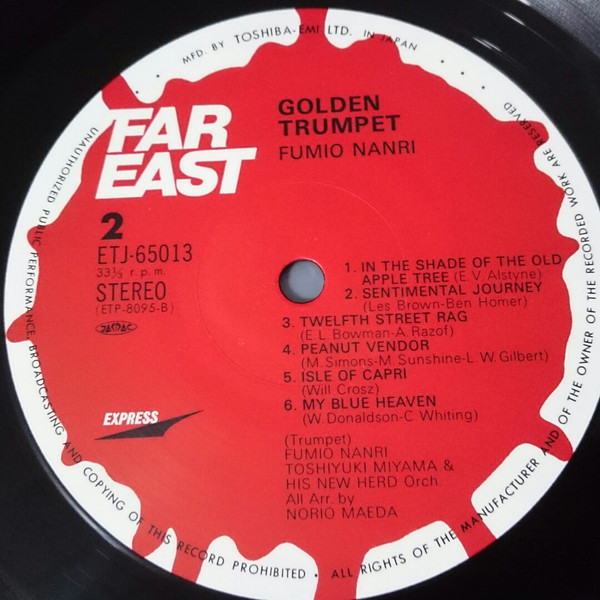 MFD. BY TOSHIBA-EMI LTD. IN JAPAN
FAR
EAST
GOLDEN
TRUMPET
FUMIO NANRI
2
ETJ-65013
33⅓ r.p.m.
STEREO
(ETP-8095-B)
JASRAC
1. IN THE SHADE OF THE OLD
APPLE TREE (E.V. Alstyne)
2. SENTIMENTAL JOURNEY
(Les Brown-Ben Homer)
3. TWELFTH STREET RAG
(E.L. Bowman-A. Razof)
4. PEANUT VENDOR
(M. Simons-M. Sunshine-L.W. Gilbert)
5. ISLE OF CAPRI
(Will Crosz)
6. MY BLUE HEAVEN
(W. Donaldson-C. Whiting)
EXPRESS
(Trumpet)
FUMIO NANRI
TOSHIYUKI MIYAMA &
HIS NEW HERD Orch.
All Arr. by
NORIO MAEDA
UNAUTHORIZED PUBLIC PERFORMANCE BROADCASTING AND COPYING OF THIS RECORD PROHIBITED • ALL RIGHTS OF THE MANUFACTURER AND OF THE OWNER OF THE RECORDED WORK ARE RESERVED